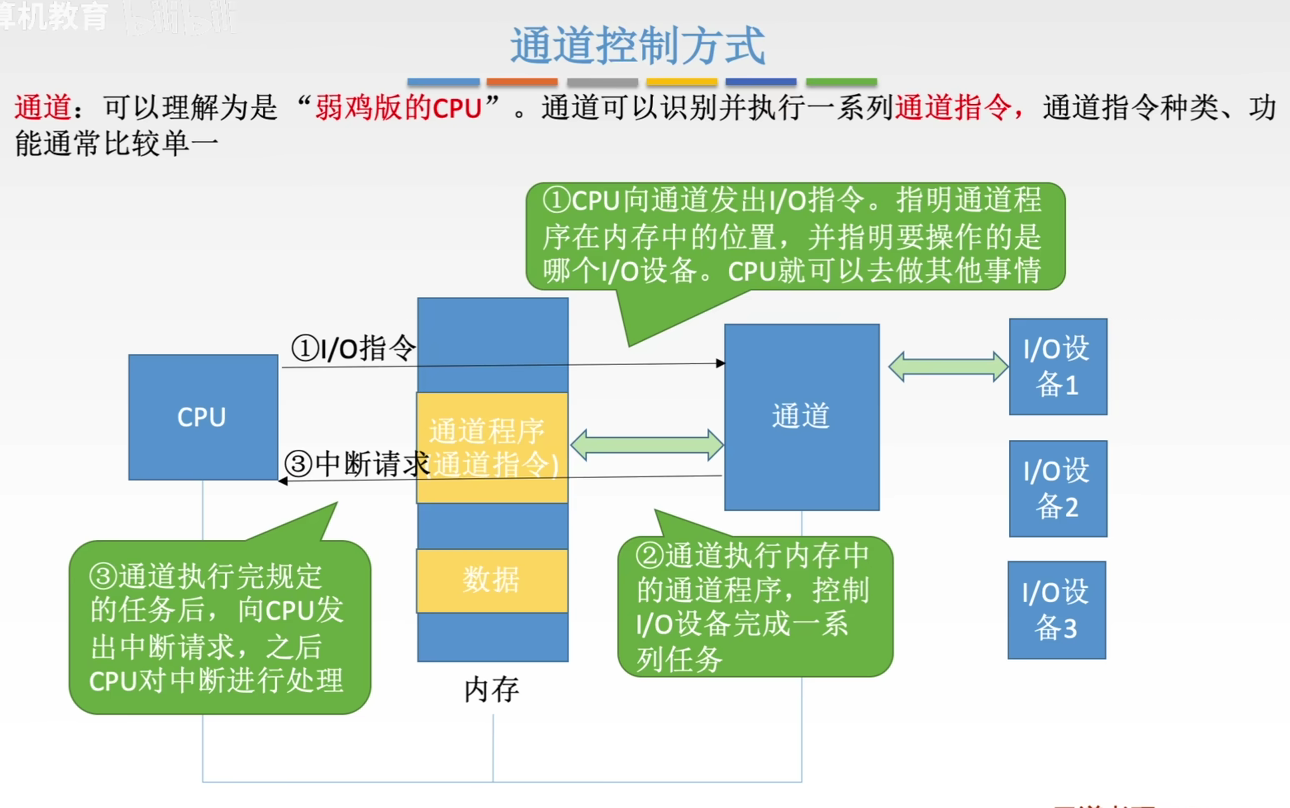 算机教育
通道控制方式
通道：可以理解为是“弱鸡版的CPU”。通道可以识别并执行一系列通道指令，通道指令种类、功
能通常比较单一
①CPU向通道发出I/O指令。指明通道程
序在内存中的位置，并指明要操作的是
哪个I/O设备。CPU就可以去做其他事情
①I/O指令
CPU
通道程序
(通道指令)
③中断请求
通道
I/O设
备1
I/O设
备2
I/O设
备3
数据
内存
③通道执行完规定
的任务后，向CPU发
出中断请求，之后
CPU对中断进行处理
②通道执行内存中
的通道程序，控制
I/O设备完成一系
列任务